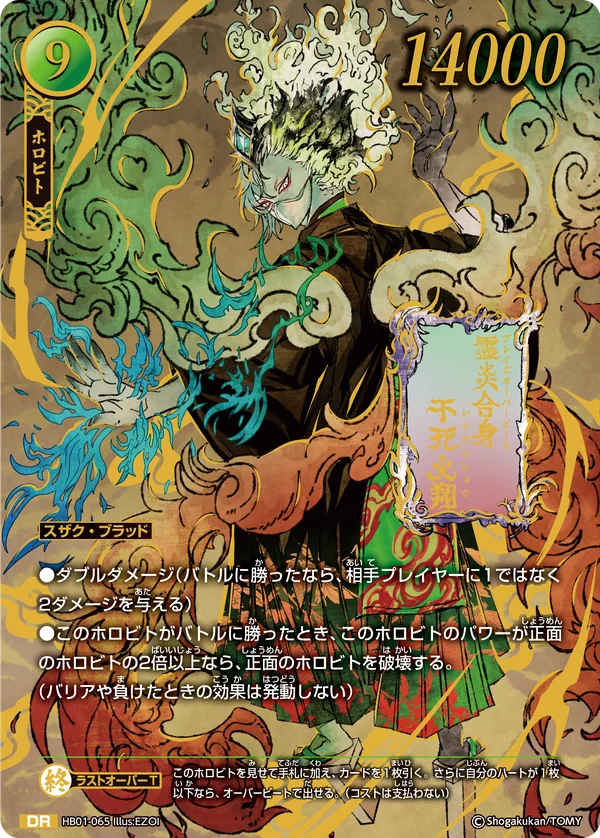 9
14000
ホロビト
霊炎合身
不死火翔
スザク・ブラッド
●ダブルダメージ(バトルに勝ったなら、相手プレイヤーに1ではなく
2ダメージを与える)
●このホロビトがバトルに勝ったとき、このホロビトのパワーが正面
のホロビトの2倍以上なら、正面のホロビトを破壊する。
(バリアや負けたときの効果は発動しない)
終 ラストオーバーT
このホロビトを見せて手札に加え、カードを1枚引く。さらに自分のハートが1枚
以下なら、オーバービートで出せる。(コストは支払わない)
DR HB01-065 Illus:EZOI
© Shogakukan/TOMY